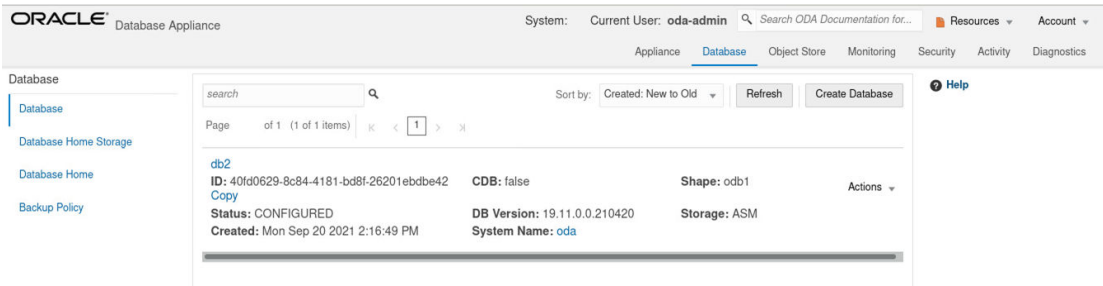 ORACLE® Database Appliance
System: Current User: oda-admin Search ODA Documentation for... Resources Account
Appliance Database Object Store Monitoring Security Activity Diagnostics
Database
Database
Database Home Storage
Database Home
Backup Policy
search Sort by: Created: New to Old Refresh Create Database
Page of 1 (1 of 1 items) 1
db2
ID: 40fd0629-8c84-4181-bd8f-26201ebdbe42 CDB: false Shape: odb1 Actions
Copy
Status: CONFIGURED DB Version: 19.11.0.0.210420 Storage: ASM
Created: Mon Sep 20 2021 2:16:49 PM System Name: oda
Help